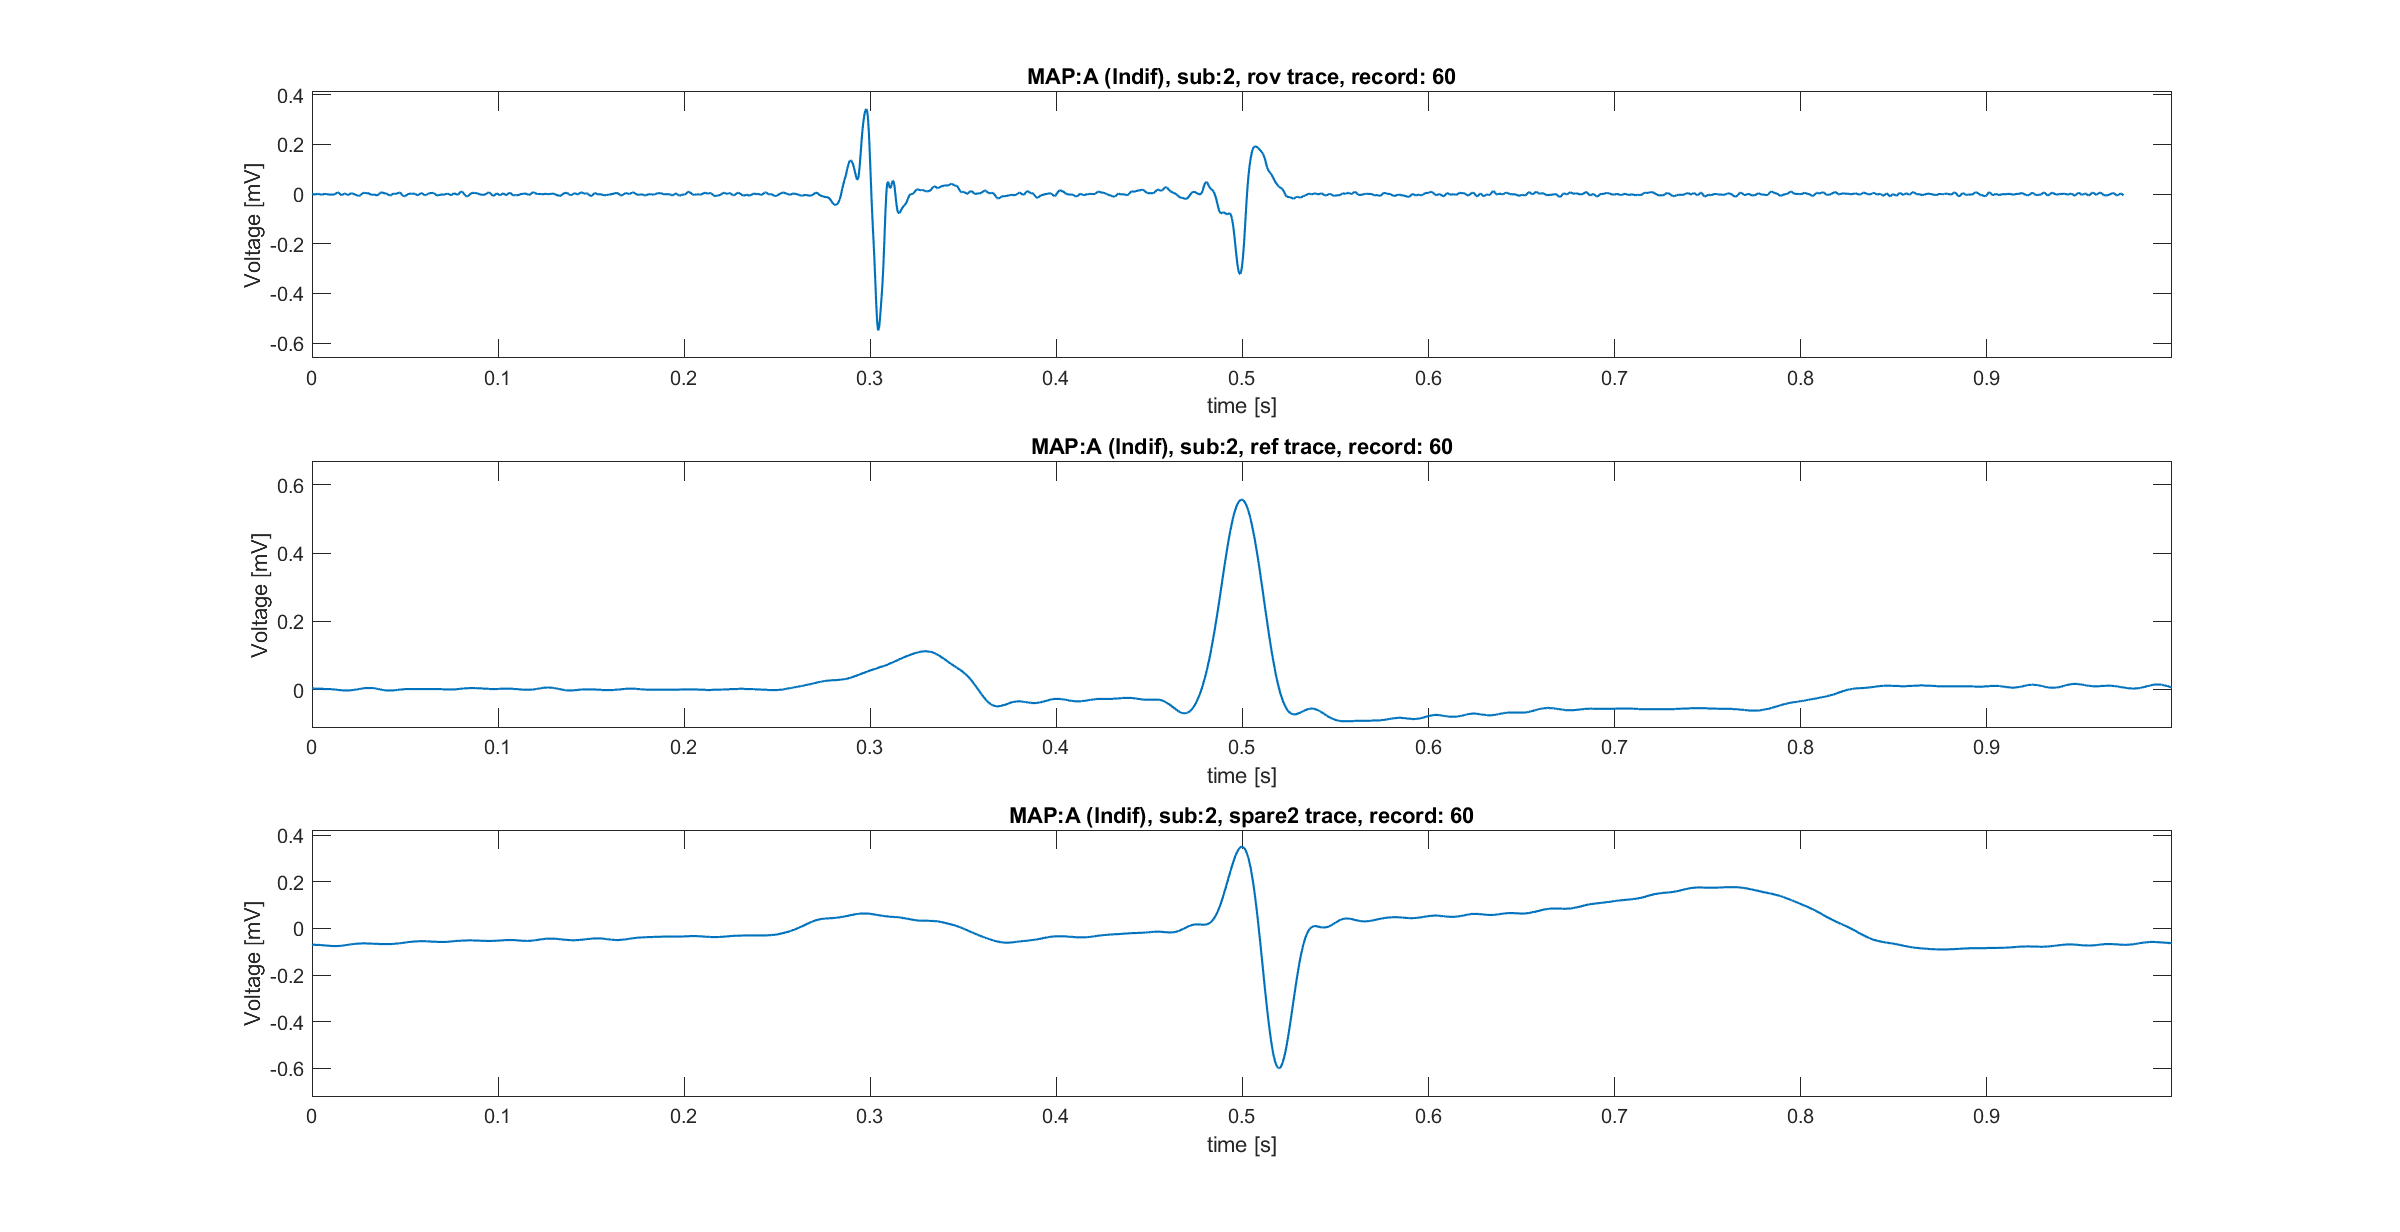 MAP:A (Indif), sub:2, rov trace, record: 60
Voltage [mV]
0.4
0.2
0
-0.2
-0.4
-0.6
0 0.1 0.2 0.3 0.4 0.5 0.6 0.7 0.8 0.9
time [s]
MAP:A (Indif), sub:2, ref trace, record: 60
Voltage [mV]
0.6
0.4
0.2
0
0 0.1 0.2 0.3 0.4 0.5 0.6 0.7 0.8 0.9
time [s]
MAP:A (Indif), sub:2, spare2 trace, record: 60
Voltage [mV]
0.4
0.2
0
-0.2
-0.4
-0.6
0 0.1 0.2 0.3 0.4 0.5 0.6 0.7 0.8 0.9
time [s]